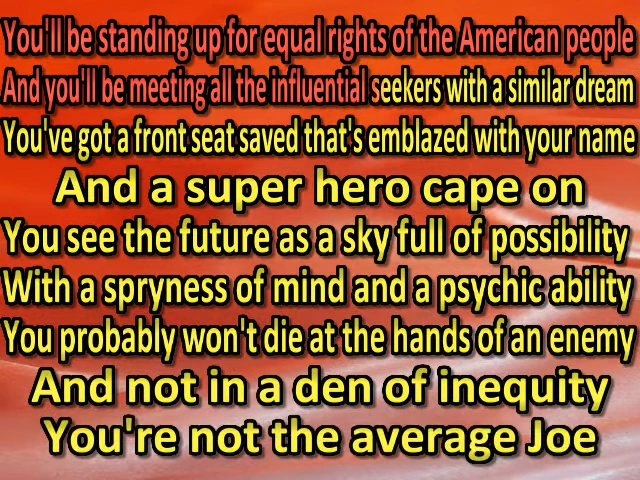 You'll be standing up for equal rights of the American people
And you'll be meeting all the influential seekers with a similar dream
You've got a front seat saved that's emblazed with your name
And a super hero cape on
You see the future as a sky full of possibility
With a spryness of mind and a psychic ability
You probably won't die at the hands of an enemy
And not in a den of inequity
You're not the average Joe